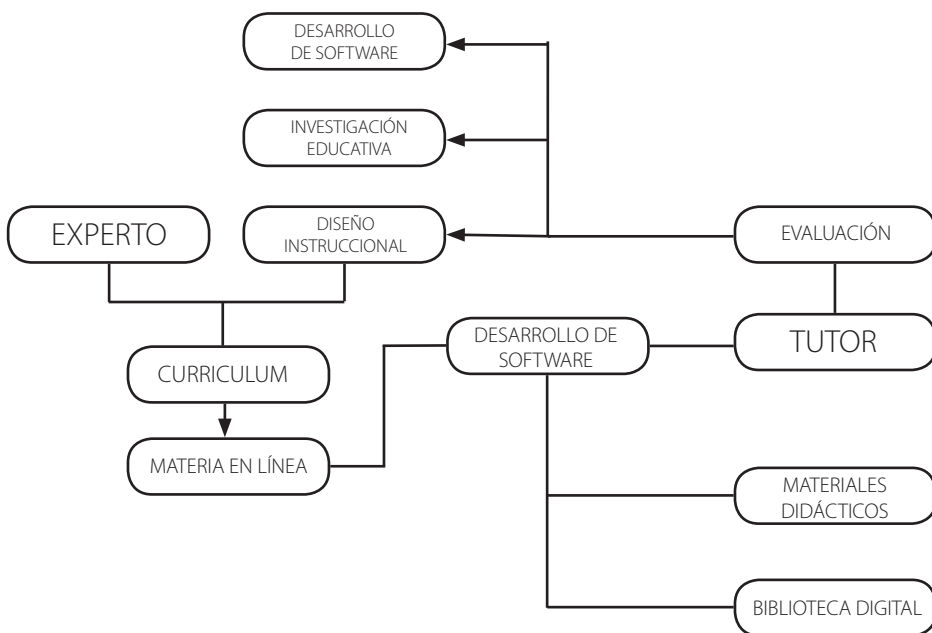 DESARROLLO
DE SOFTWARE
INVESTIGACIÓN
EDUCATIVA
EXPERTO
DISEÑO
INSTRUCCIONAL
EVALUACIÓN
DESARROLLO DE
SOFTWARE
TUTOR
CURRICULUM
MATERIA EN LÍNEA
MATERIALES
DIDÁCTICOS
BIBLIOTECA DIGITAL